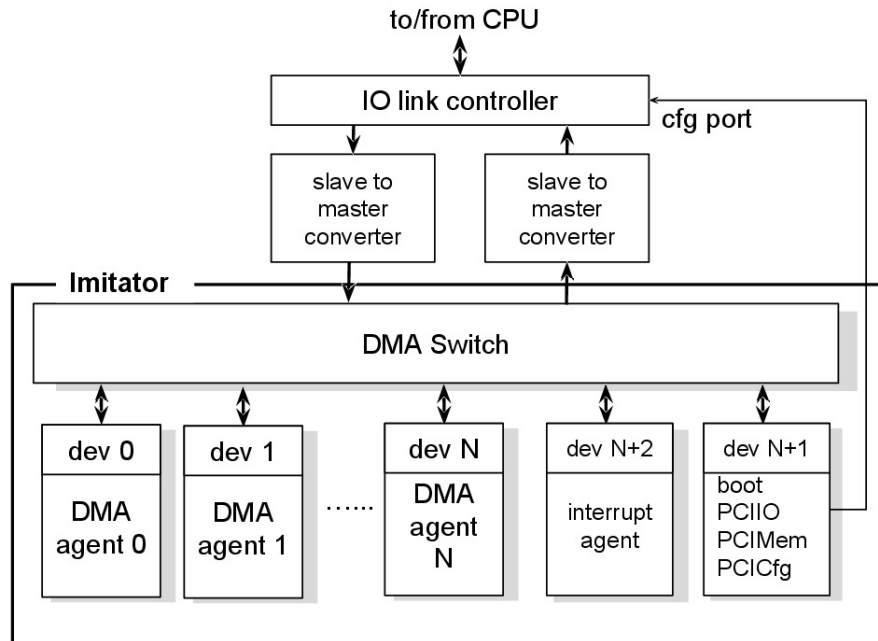 to/from CPU
IO link controller
cfg port
slave to
master
converter
slave to
master
converter
Imitator
DMA Switch
dev 0
DMA
agent 0
dev 1
DMA
agent 1
......
dev N
DMA
agent
N
dev N+2
interrupt
agent
dev N+1
boot
PCIIO
PCIMem
PCICfg